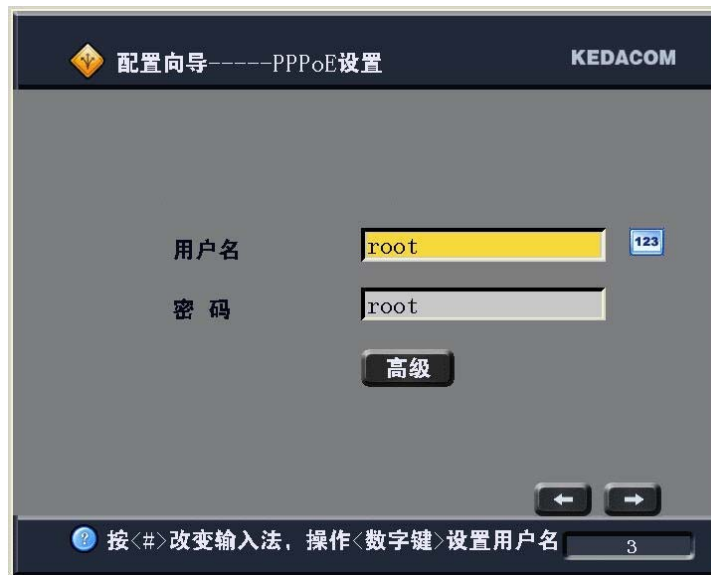 配置向导-----PPPoE设置 KEDACOM
用户名 root 123
密 码 root
高级
按<#>改变输入法，操作<数字键>设置用户名 3